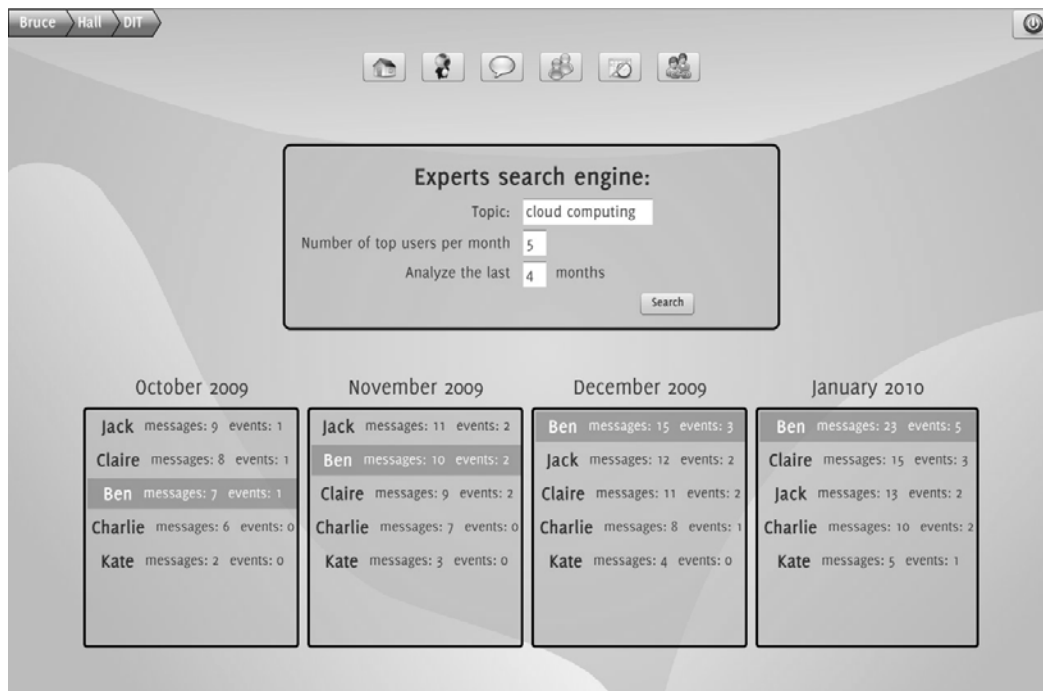 Bruce Hall DIT
Experts search engine:
Topic: cloud computing
Number of top users per month 5
Analyze the last 4 months
Search
October 2009
Jack messages: 9 events: 1
Claire messages: 8 events: 1
Ben messages: 7 events: 1
Charlie messages: 6 events: 0
Kate messages: 2 events: 0
November 2009
Jack messages: 11 events: 2
Ben messages: 10 events: 2
Claire messages: 9 events: 2
Charlie messages: 7 events: 0
Kate messages: 3 events: 0
December 2009
Ben messages: 15 events: 3
Jack messages: 12 events: 2
Claire messages: 11 events: 2
Charlie messages: 8 events: 1
Kate messages: 4 events: 0
January 2010
Ben messages: 23 events: 5
Claire messages: 15 events: 3
Jack messages: 13 events: 2
Charlie messages: 10 events: 2
Kate messages: 5 events: 1